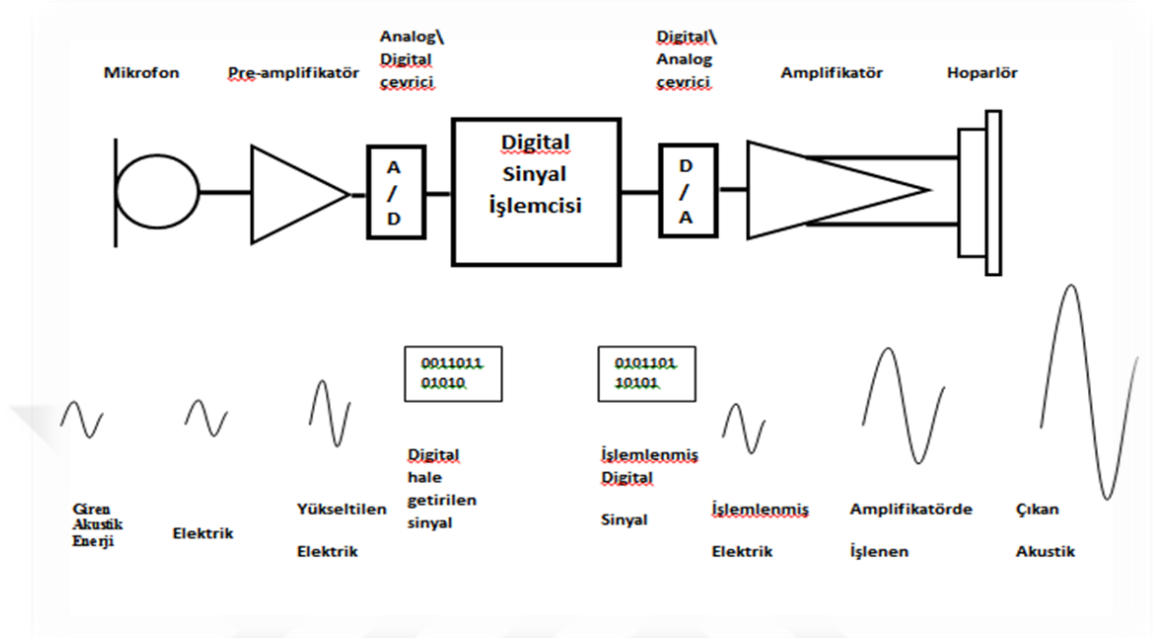 Mikrofon
Pre-amplifikatör
Analog\
Digital
çevrici
Digital\
Analog
çevrici
Amplifikatör
Hoparlör
A
/
D
Digital
Sinyal
İşlemcisi
D
/
A
0011011
01010
0101101
10101
Giren
Akustik
Enerji
Elektrik
Yükseltilen
Elektrik
Digital
hale
getirilen
sinyal
İşlemlenmiş
Digital
Sinyal
İşlemlenmiş
Elektrik
Amplifikatörde
İşlenen
Çıkan
Akustik